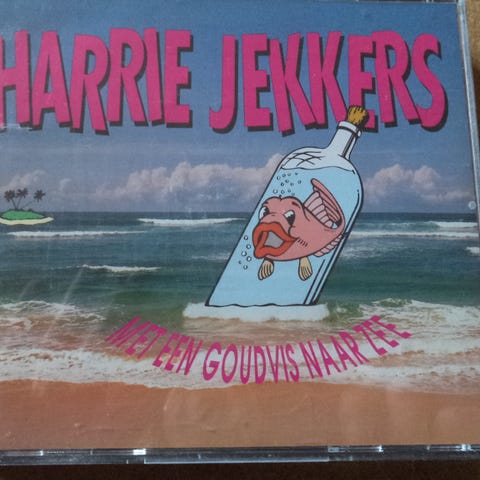 HARRIE JEKKERS
MET EEN GOUDVIS NAAR ZEE